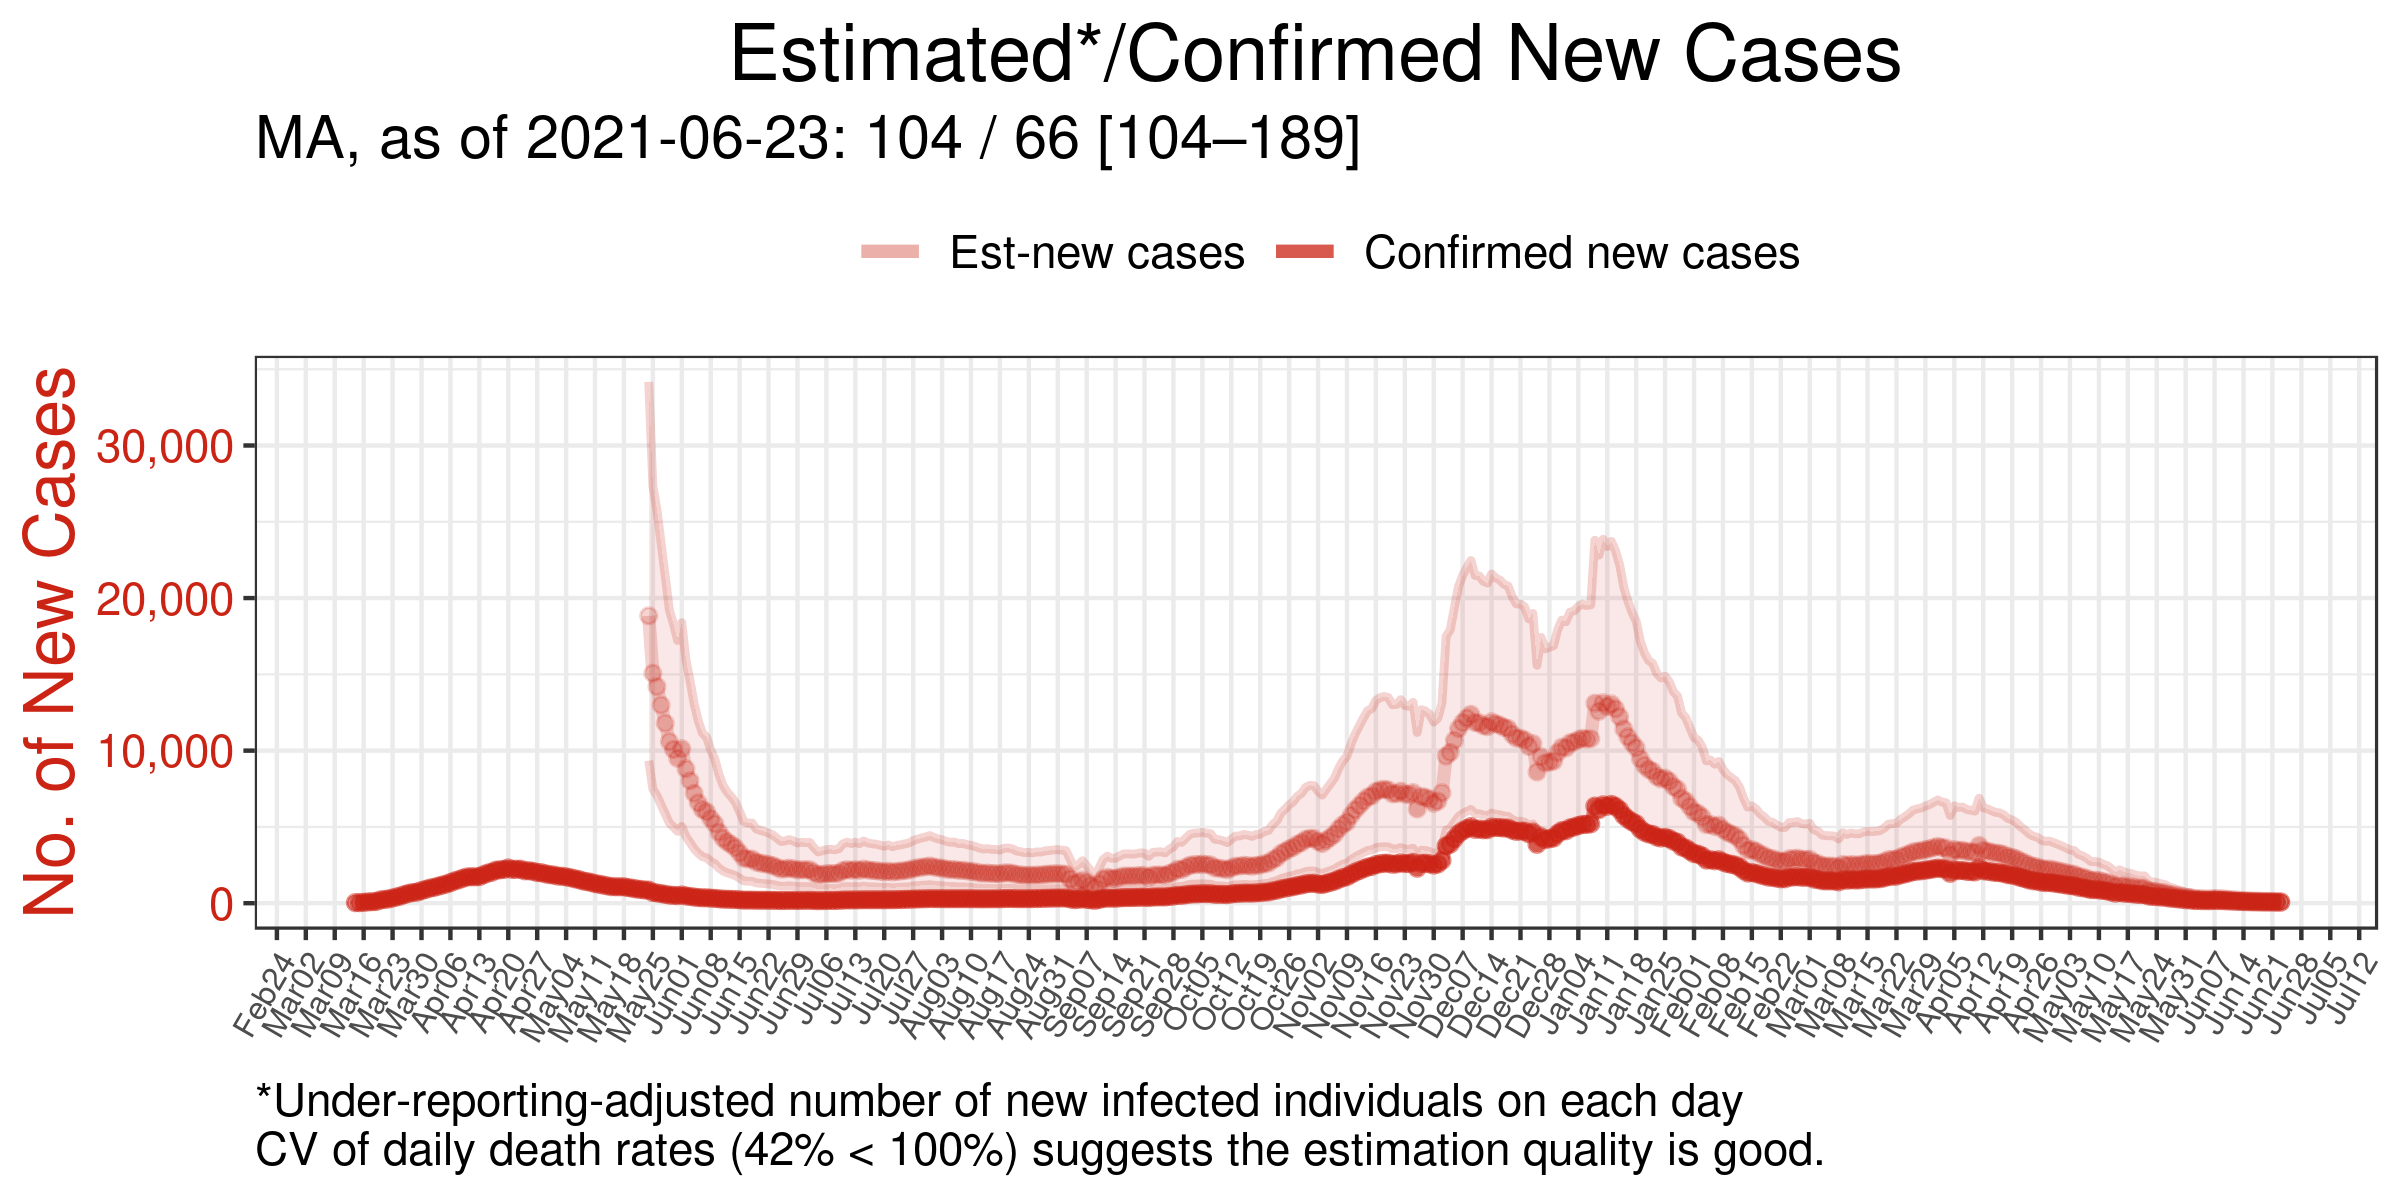 Estimated*/Confirmed New Cases
MA, as of 2021-06-23: 104 / 66 [104–189]
Est-new cases Confirmed new cases
No. of New Cases
30,000
20,000
10,000
0
Feb24 Mar02 Mar09 Mar16 Mar23 Mar30 Apr06 Apr13 Apr20 Apr27 May04 May11 May18 May25 Jun01 Jun08 Jun15 Jun22 Jun29 Jul06 Jul13 Jul20 Jul27 Aug03 Aug10 Aug17 Aug24 Aug31 Sep07 Sep14 Sep21 Sep28 Oct05 Oct12 Oct19 Oct26 Nov02 Nov09 Nov16 Nov23 Nov30 Dec07 Dec14 Dec21 Dec28 Jan04 Jan11 Jan18 Jan25 Feb01 Feb08 Feb15 Feb22 Mar01 Mar08 Mar15 Mar22 Mar29 Apr05 Apr12 Apr19 Apr26 May03 May10 May17 May24 May31 Jun07 Jun14 Jun21 Jun28 Jul05 Jul12
*Under-reporting-adjusted number of new infected individuals on each day
CV of daily death rates (42% < 100%) suggests the estimation quality is good.